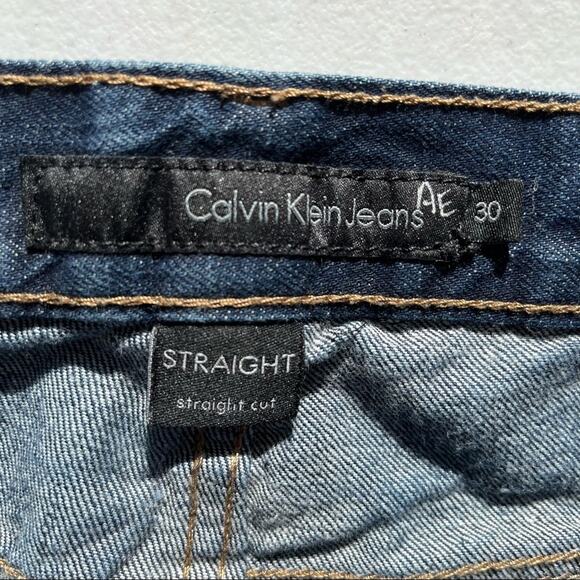 Calvin Klein Jeans AE 30
STRAIGHT
straight cut